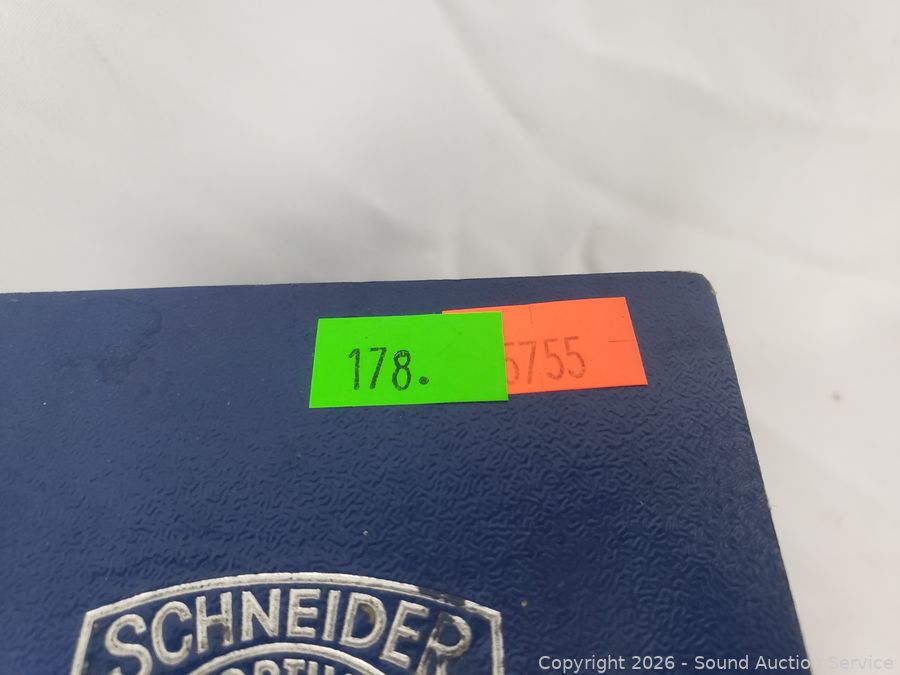 178.
5755
SCHNEIDER
Copyright 2026 - Sound Auction Service